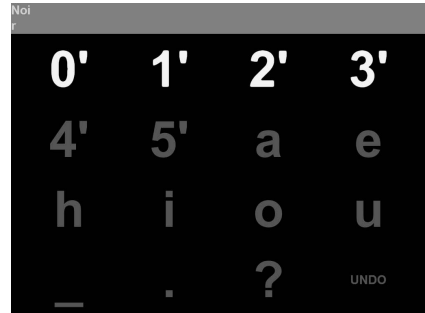 Noi
r
0' 1' 2' 3'
4' 5' a e
h i o u
_ . ? UNDO